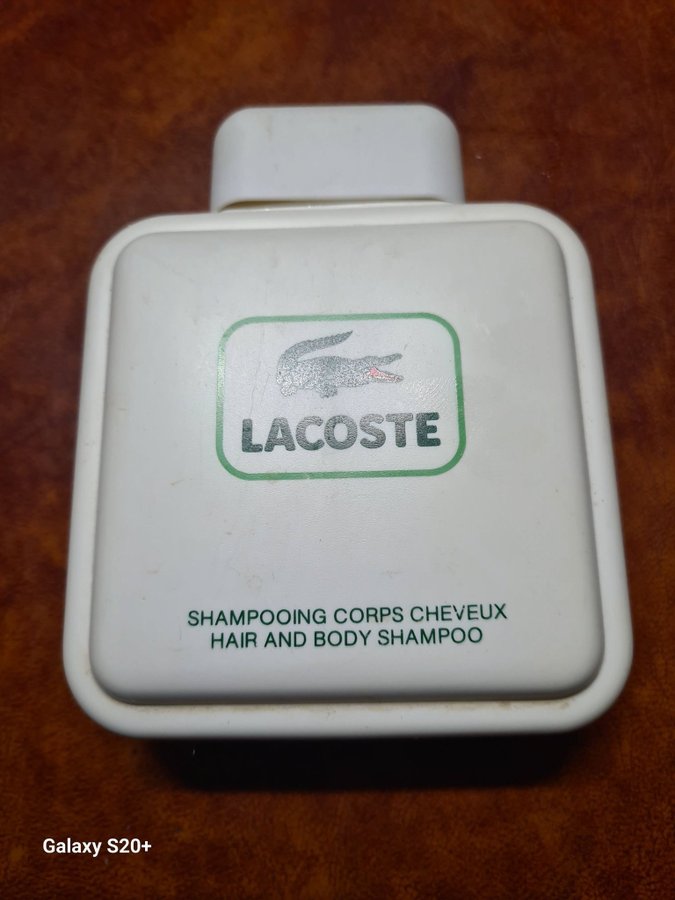 LACOSTE
SHAMPOOING CORPS CHEVEUX
HAIR AND BODY SHAMPOO
Galaxy S20+